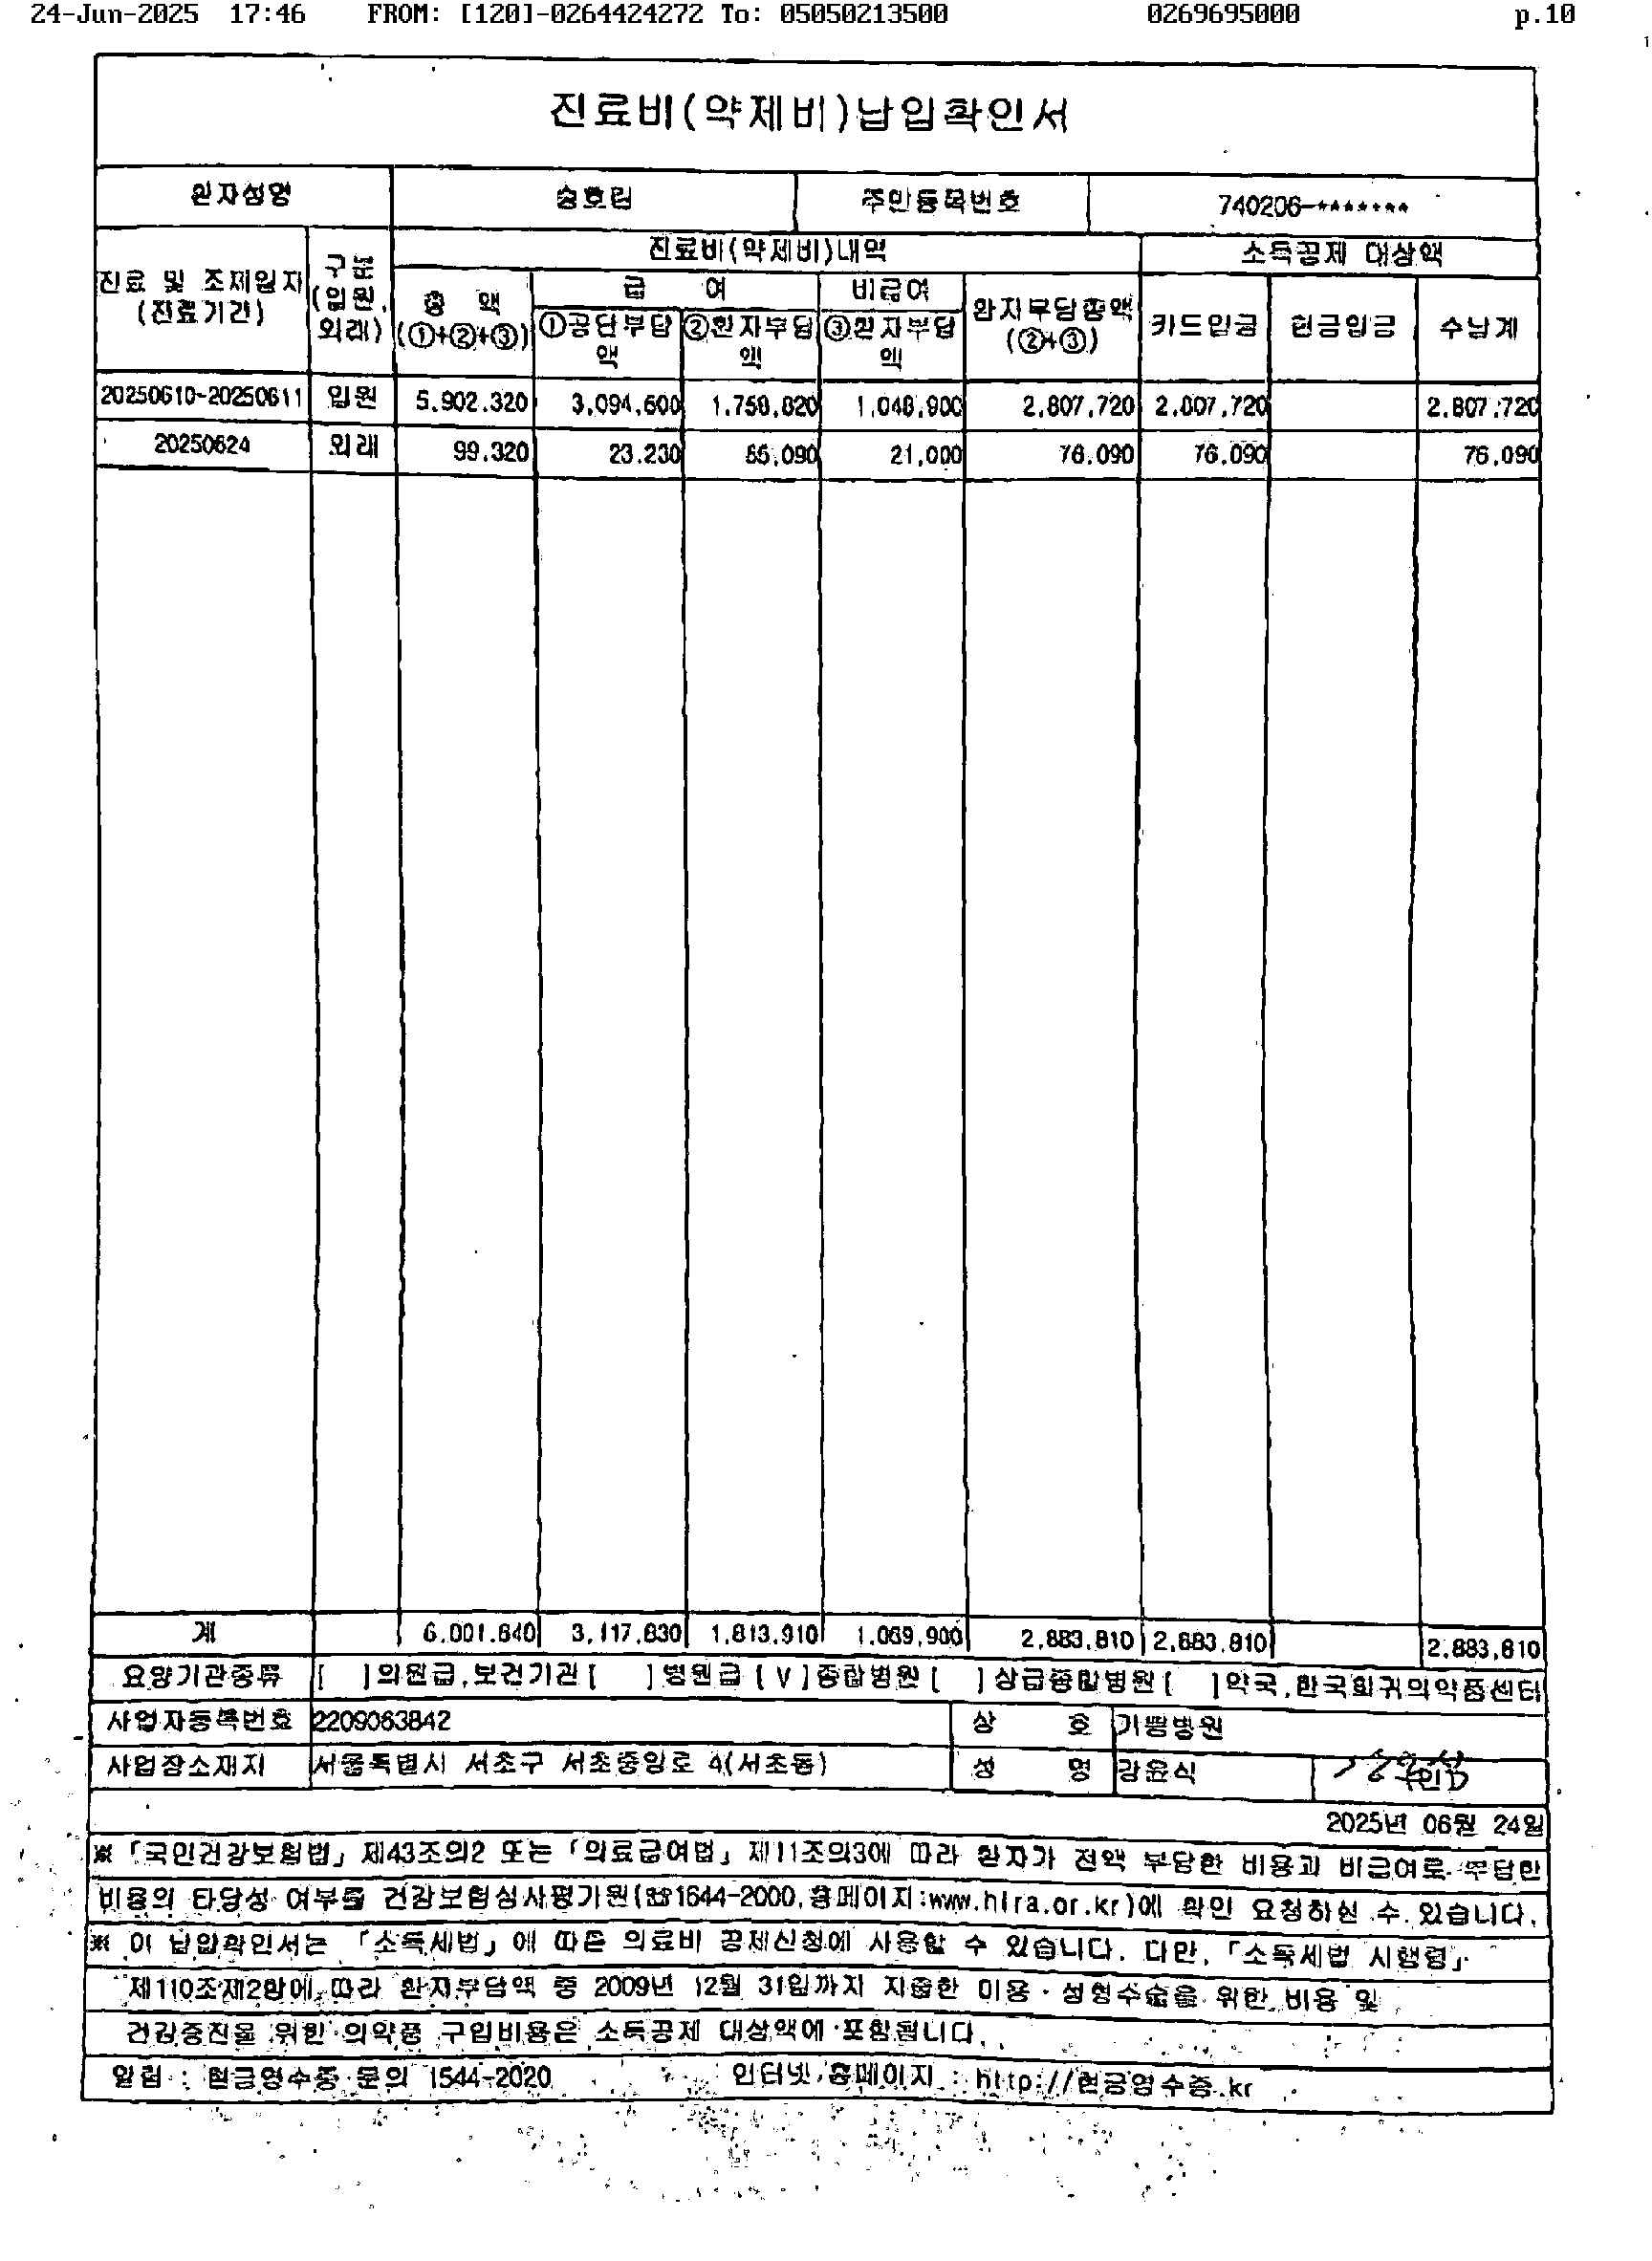 24-Jun-2025 17:46 FROM: [120]-0264424272 To: 05050213500 0269695000 p.10
진료비(약제비)납입확인서
환자성명 승호림 주민등록번호 740206-*******
진료 및 조제일자 (진료기간) 구분 (입원, 외래) 진료비(약제비)내역 소득공제 대상액
총 액 (①+②+③) 급 여 비급여 환자부담총액 (②+③) 카드입금 현금입금 수납계
①공단부담액 ②환자부담액 ③환자부담액
20250610-20250611 입원 5,902,320 3,094,600 1,758,820 1,048,900 2,807,720 2,807,720 2,807,720
20250624 외래 99,320 23,230 55,090 21,000 76,090 76,090 76,090
계 6,001,640 3,117,830 1,813,910 1,069,900 2,883,810 2,883,810 2,883,810
요양기관종류 [ ]의원급,보건기관 [ ]병원급 [V]종합병원 [ ]상급종합병원 [ ]약국,한국희귀의약품센터
사업자등록번호 2209063842 상 호 기쁨병원
사업장소재지 서울특별시 서초구 서초중앙로 4(서초동) 성 명 강윤식
2025년 06월 24일
※「국민건강보험법」 제43조의2 또는「의료급여법」 제11조의3에 따라 환자가 전액 부담한 비용과 비급여로 부담한
비용의 타당성 여부를 건강보험심사평가원(☎1644-2000,홈페이지:www.hira.or.kr)에 확인 요청하실 수 있습니다.
※ 이 납입확인서는 「소득세법」에 따른 의료비 공제신청에 사용할 수 있습니다. 다만,「소득세법 시행령」
제110조제2항에 따라 환자부담액 중 2009년 12월 31일까지 지출한 미용·성형수술을 위한 비용 및
건강증진을 위한 의약품 구입비용은 소득공제 대상액에 포함됩니다.
알림 : 현금영수증 문의 1544-2020 인터넷 홈페이지 : http://현금영수증.kr